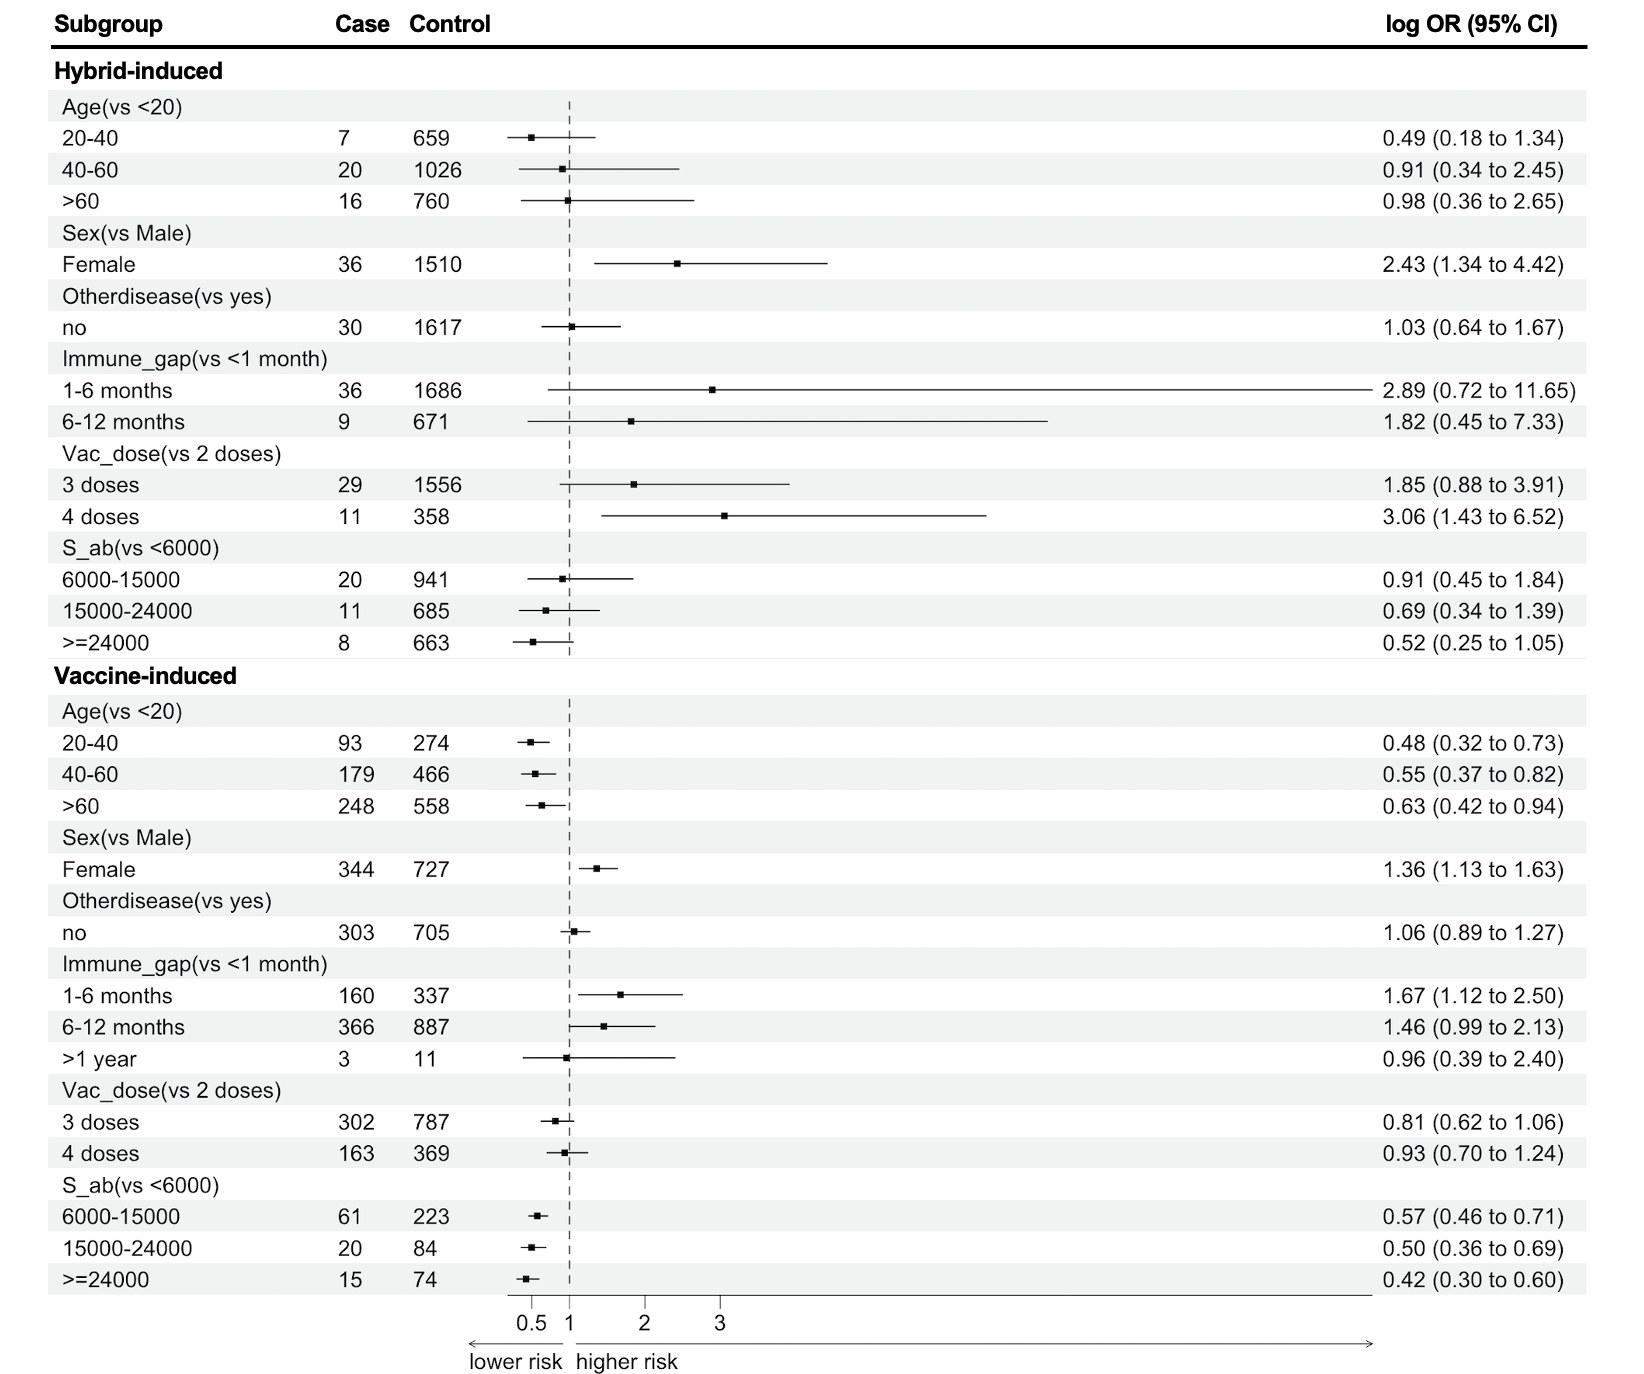 Subgroup Case Control log OR (95% CI)
Hybrid-induced
Age(vs <20)
20-40 7 659 0.49 (0.18 to 1.34)
40-60 20 1026 0.91 (0.34 to 2.45)
>60 16 760 0.98 (0.36 to 2.65)
Sex(vs Male)
Female 36 1510 2.43 (1.34 to 4.42)
Otherdisease(vs yes)
no 30 1617 1.03 (0.64 to 1.67)
Immune_gap(vs <1 month)
1-6 months 36 1686 2.89 (0.72 to 11.65)
6-12 months 9 671 1.82 (0.45 to 7.33)
Vac_dose(vs 2 doses)
3 doses 29 1556 1.85 (0.88 to 3.91)
4 doses 11 358 3.06 (1.43 to 6.52)
S_ab(vs <6000)
6000-15000 20 941 0.91 (0.45 to 1.84)
15000-24000 11 685 0.69 (0.34 to 1.39)
>=24000 8 663 0.52 (0.25 to 1.05)
Vaccine-induced
Age(vs <20)
20-40 93 274 0.48 (0.32 to 0.73)
40-60 179 466 0.55 (0.37 to 0.82)
>60 248 558 0.63 (0.42 to 0.94)
Sex(vs Male)
Female 344 727 1.36 (1.13 to 1.63)
Otherdisease(vs yes)
no 303 705 1.06 (0.89 to 1.27)
Immune_gap(vs <1 month)
1-6 months 160 337 1.67 (1.12 to 2.50)
6-12 months 366 887 1.46 (0.99 to 2.13)
>1 year 3 11 0.96 (0.39 to 2.40)
Vac_dose(vs 2 doses)
3 doses 302 787 0.81 (0.62 to 1.06)
4 doses 163 369 0.93 (0.70 to 1.24)
S_ab(vs <6000)
6000-15000 61 223 0.57 (0.46 to 0.71)
15000-24000 20 84 0.50 (0.36 to 0.69)
>=24000 15 74 0.42 (0.30 to 0.60)
0.5 1 2 3
lower risk higher risk